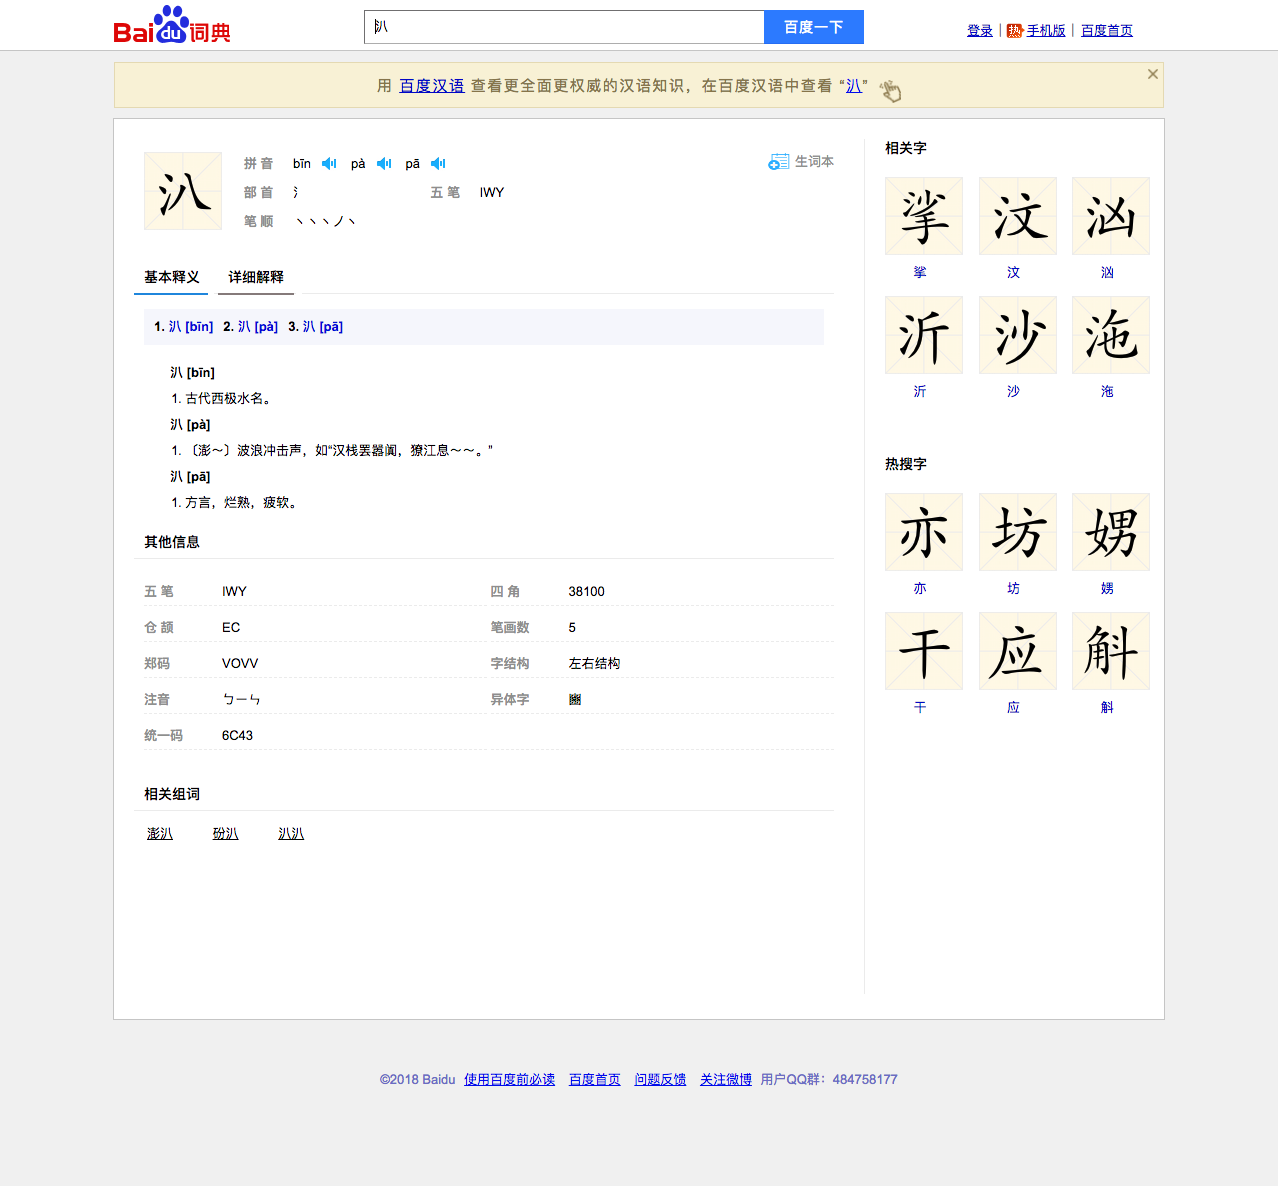 Baidu词典
汃
百度一下
登录 | 热 手机版 | 百度首页
用 百度汉语 查看更全面更权威的汉语知识，在百度汉语中查看 “汃”
汃
拼 音 bīn pà pā
生词本
部 首 氵 五 笔 IWY
笔 顺 丶丶丶ノ丶
基本释义 详细解释
1. 汃 [bīn] 2. 汃 [pà] 3. 汃 [pā]
汃 [bīn]
1. 古代西极水名。
汃 [pà]
1. 〔澎～〕波浪冲击声，如“汉栈罢嚣阗，獠江息～～。”
汃 [pā]
1. 方言，烂熟，疲软。
其他信息
五 笔 IWY 四 角 38100
仓 颉 EC 笔画数 5
郑码 VOVV 字结构 左右结构
注音 ㄅㄧㄣ 异体字 豳
统一码 6C43
相关组词
澎汃 砏汃 汃汃
相关字
挲 汶 汹
挲 汶 汹
沂 沙 沲
沂 沙 沲
热搜字
亦 坊 娚
亦 坊 娚
干 应 斛
干 应 斛
©2018 Baidu 使用百度前必读 百度首页 问题反馈 关注微博 用户QQ群：484758177